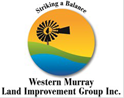 Striking a Balance
Western Murray
Land Improvement Group Inc.